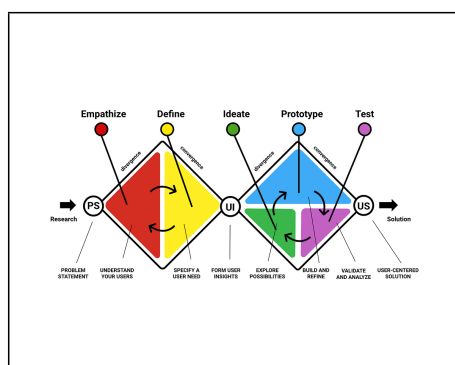 Empathize
Define
Ideate
Prototype
Test
divergence
convergence
divergence
convergence
PS
UI
US
Research
Solution
PROBLEM
STATEMENT
UNDERSTAND
YOUR USERS
SPECIFY A
USER NEED
FORM USER
INSIGHTS
EXPLORE
POSSIBILITIES
BUILD AND
REFINE
VALIDATE
AND ANALYZE
USER-CENTERED
SOLUTION